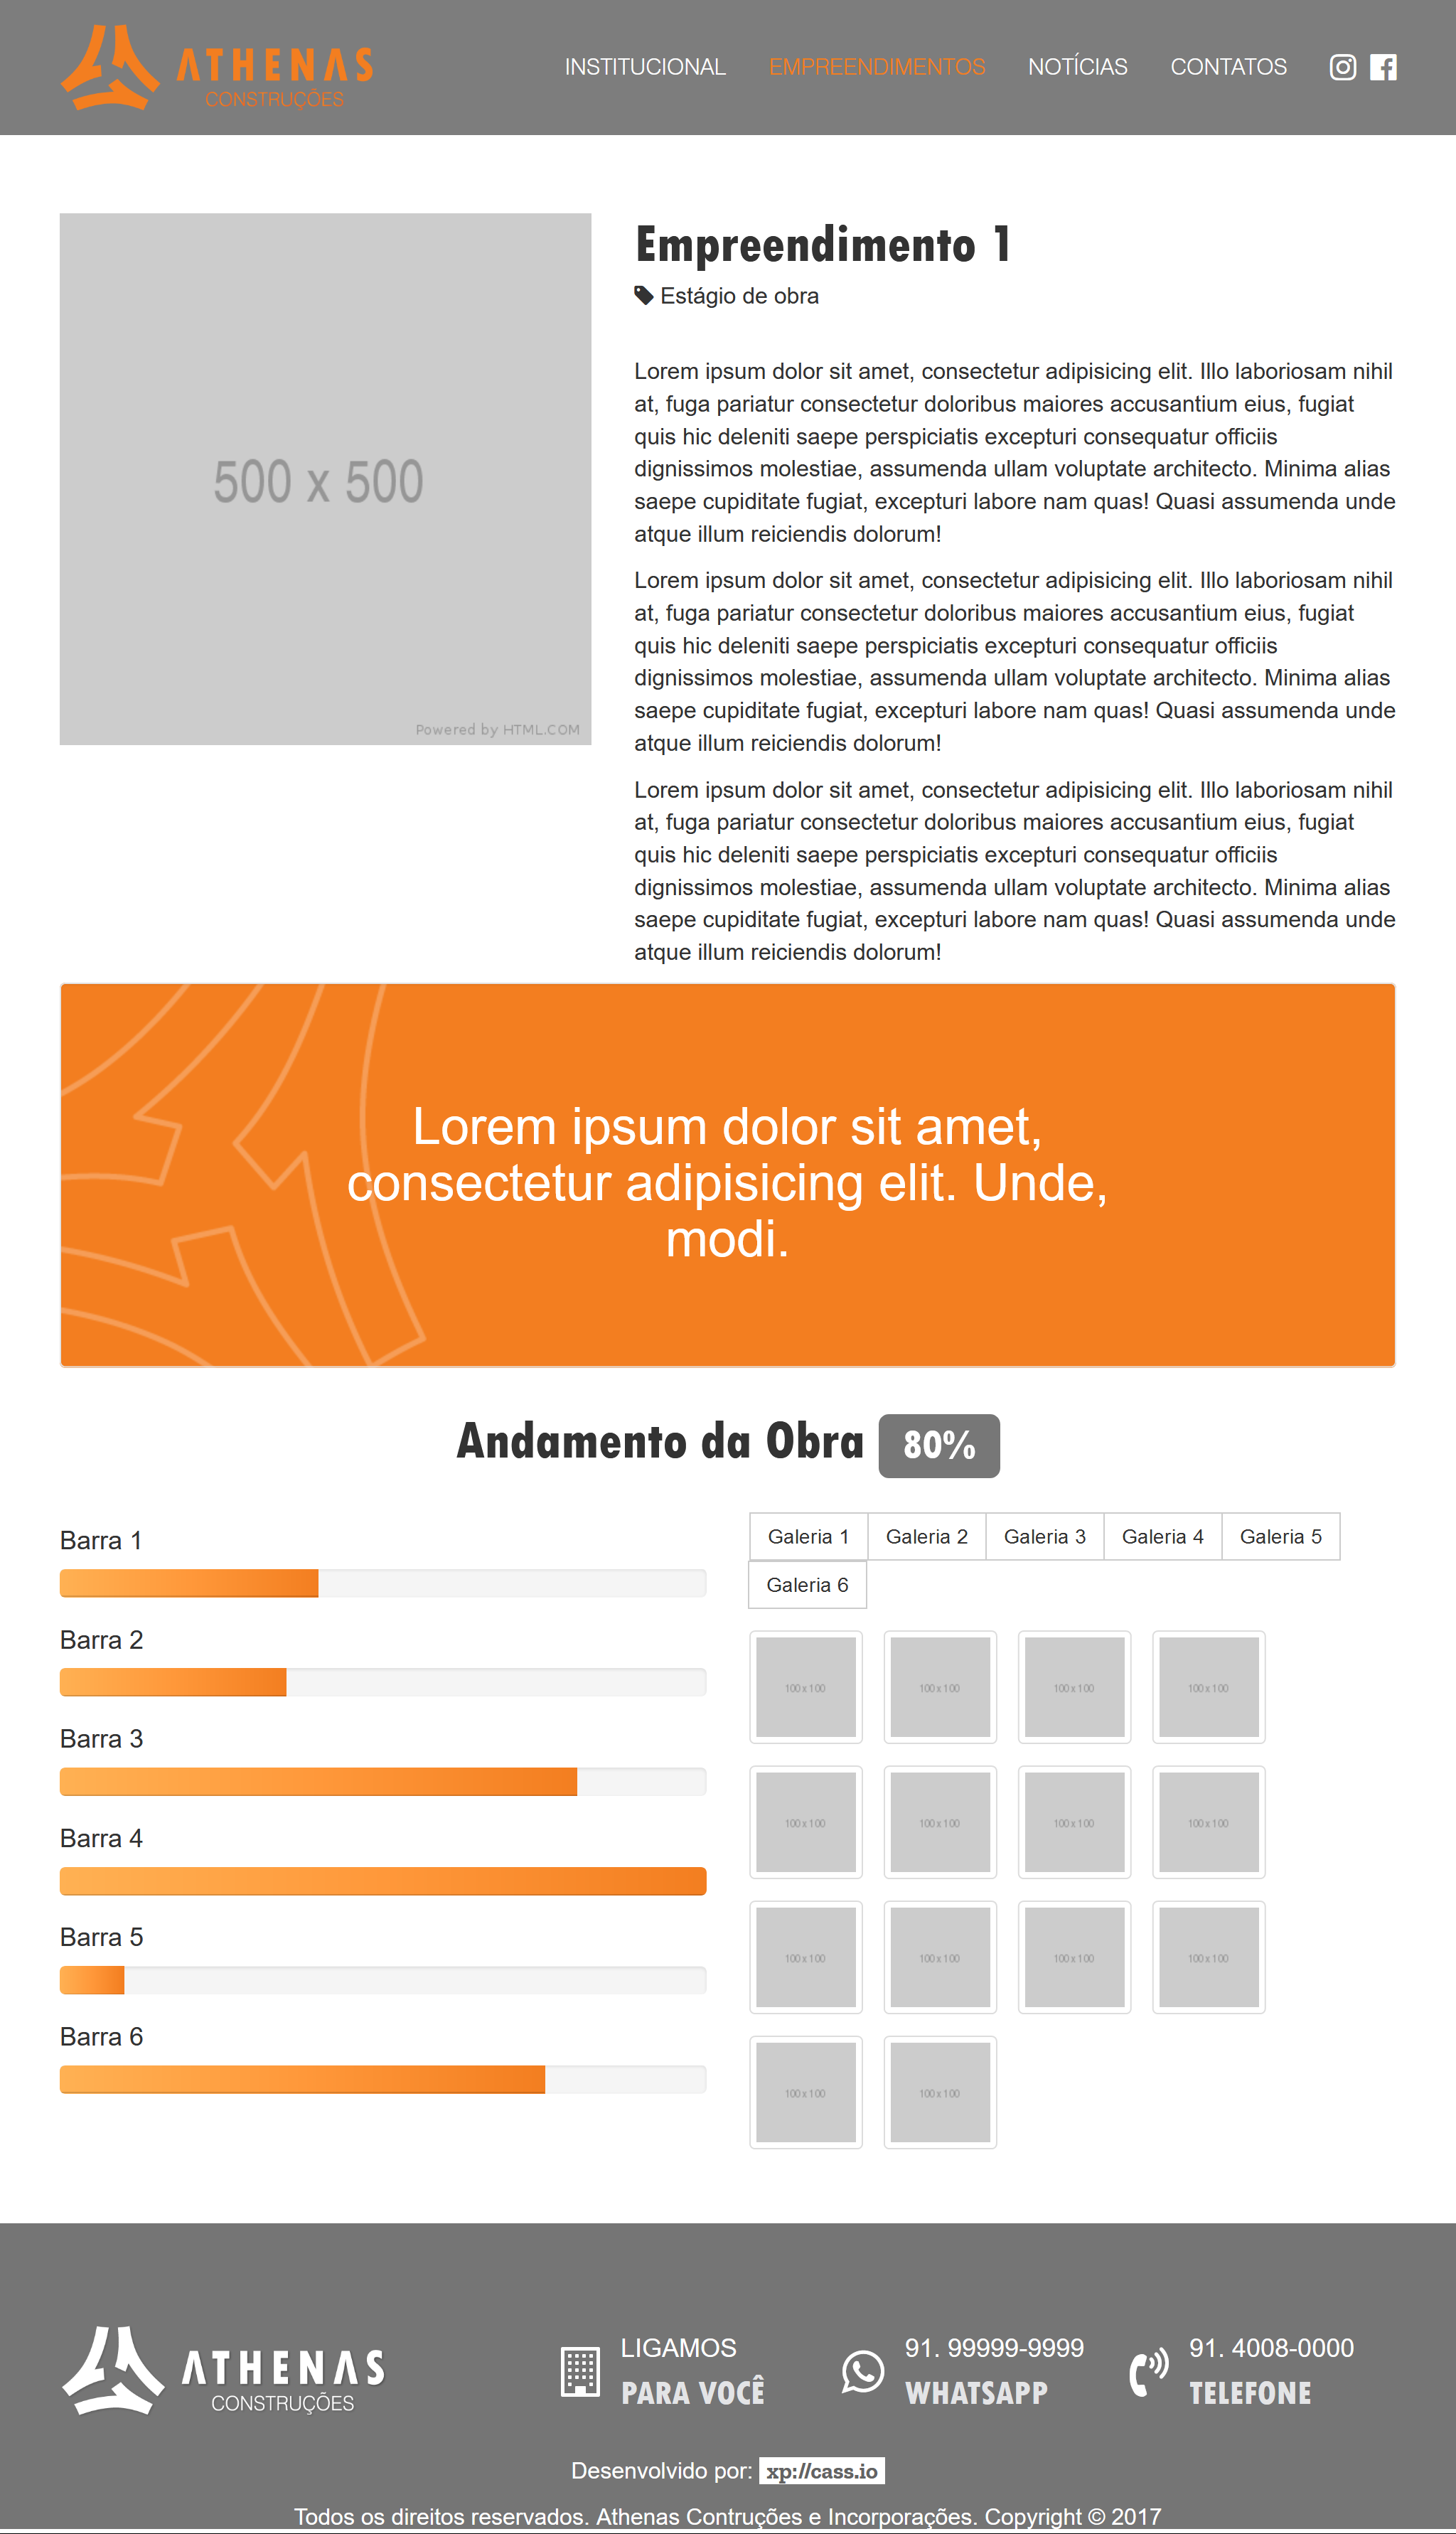 ATHENAS
CONSTRUÇÕES
INSTITUCIONAL EMPREENDIMENTOS NOTÍCIAS CONTATOS
500 x 500
Powered by HTML.COM
Empreendimento 1
Estágio de obra
Lorem ipsum dolor sit amet, consectetur adipisicing elit. Illo laboriosam nihil
at, fuga pariatur consectetur doloribus maiores accusantium eius, fugiat
quis hic deleniti saepe perspiciatis excepturi consequatur officiis
dignissimos molestiae, assumenda ullam voluptate architecto. Minima alias
saepe cupiditate fugiat, excepturi labore nam quas! Quasi assumenda unde
atque illum reiciendis dolorum!
Lorem ipsum dolor sit amet, consectetur adipisicing elit. Illo laboriosam nihil
at, fuga pariatur consectetur doloribus maiores accusantium eius, fugiat
quis hic deleniti saepe perspiciatis excepturi consequatur officiis
dignissimos molestiae, assumenda ullam voluptate architecto. Minima alias
saepe cupiditate fugiat, excepturi labore nam quas! Quasi assumenda unde
atque illum reiciendis dolorum!
Lorem ipsum dolor sit amet, consectetur adipisicing elit. Illo laboriosam nihil
at, fuga pariatur consectetur doloribus maiores accusantium eius, fugiat
quis hic deleniti saepe perspiciatis excepturi consequatur officiis
dignissimos molestiae, assumenda ullam voluptate architecto. Minima alias
saepe cupiditate fugiat, excepturi labore nam quas! Quasi assumenda unde
atque illum reiciendis dolorum!
Lorem ipsum dolor sit amet,
consectetur adipisicing elit. Unde,
modi.
Andamento da Obra 80%
Barra 1
Barra 2
Barra 3
Barra 4
Barra 5
Barra 6
Galeria 1 Galeria 2 Galeria 3 Galeria 4 Galeria 5
Galeria 6
100 x 100 100 x 100 100 x 100 100 x 100
100 x 100 100 x 100 100 x 100 100 x 100
100 x 100 100 x 100 100 x 100 100 x 100
100 x 100 100 x 100
ATHENAS
CONSTRUÇÕES
LIGAMOS
PARA VOCÊ
91. 99999-9999
WHATSAPP
91. 4008-0000
TELEFONE
Desenvolvido por: xp://cass.io
Todos os direitos reservados. Athenas Contruções e Incorporações. Copyright © 2017